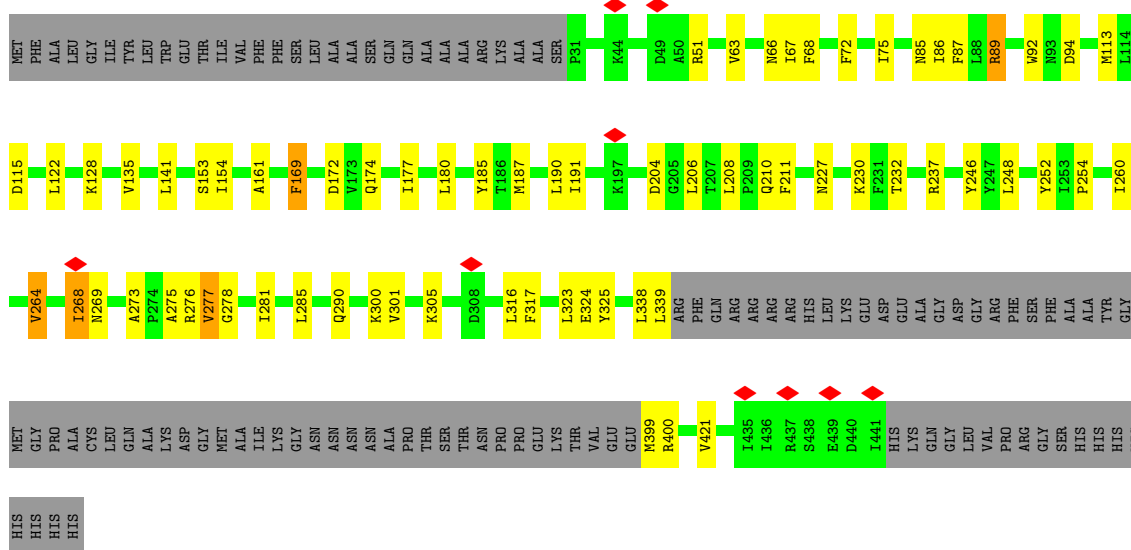 MET PHE ALA LEU GLY ILE TYR LEU TRP GLU THR ILE VAL PHE PHE SER LEU ALA ALA SER GLN GLN ALA ALA ALA ARG LYS ALA ALA SER P31 K44 D49 A50 R51 V63 N66 I67 F68 F72 I75 N85 I86 F87 L88 R89 W92 N93 D94 M113 L114
D115 L122 K128 V135 L141 S153 I154 A161 F169 D172 V173 Q174 I177 L180 Y185 T186 M187 L190 I191 K197 D204 G205 L206 T207 L208 P209 Q210 F211 N227 K230 F231 T232 R237 Y246 Y247 L248 Y252 I253 P254 I260
V264 I268 N269 A273 P274 A275 R276 V277 G278 I281 L285 Q290 K300 V301 K305 D308 L316 F317 L323 E324 Y325 L338 L339 ARG PHE GLN ARG ARG ARG ARG HIS LEU LYS GLU ASP GLU ALA GLY ASP GLY ARG PHE SER PHE ALA ALA TYR GLY
MET GLY PRO ALA CYS LEU GLN ALA LYS ASP GLY MET ALA ILE LYS GLY ASN ASN ASN ASN ALA PRO THR SER THR ASN PRO PRO GLU LYS THR VAL GLU GLU M399 R400 V421 I435 I436 R437 S438 E439 D440 I441 HIS LYS GLN GLY LEU VAL PRO ARG GLY SER HIS HIS HIS
HIS HIS HIS HIS